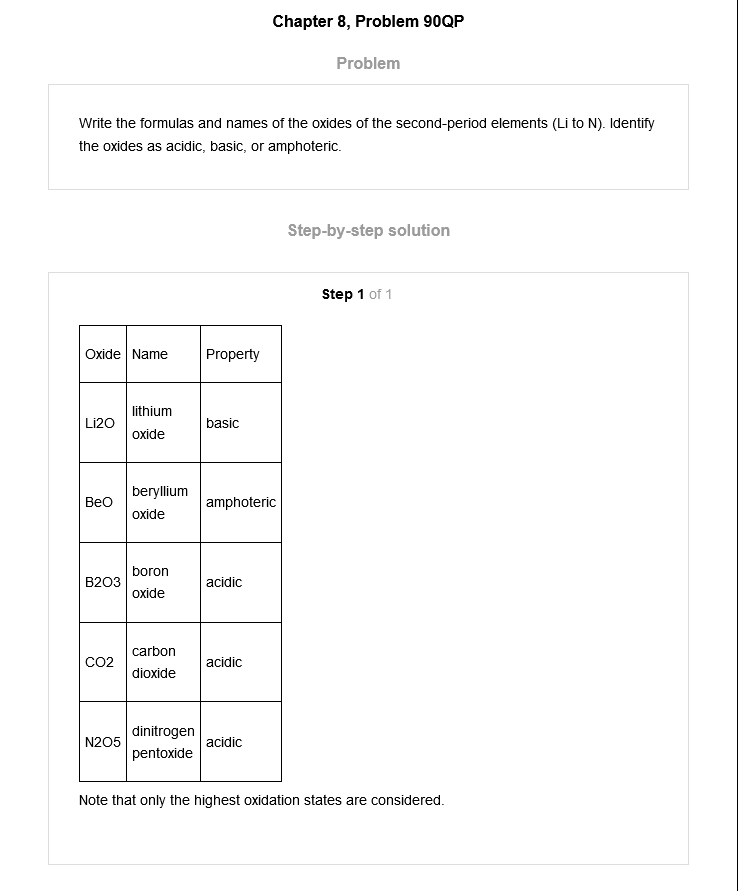 Chapter 8, Problem 90QP
Problem
Write the formulas and names of the oxides of the second-period elements (Li to N). Identify
the oxides as acidic, basic, or amphoteric.
Step-by-step solution
Step 1 of 1
Oxide Name Property
Li2O lithium oxide basic
BeO beryllium oxide amphoteric
B2O3 boron oxide acidic
CO2 carbon dioxide acidic
N2O5 dinitrogen pentoxide acidic
Note that only the highest oxidation states are considered.